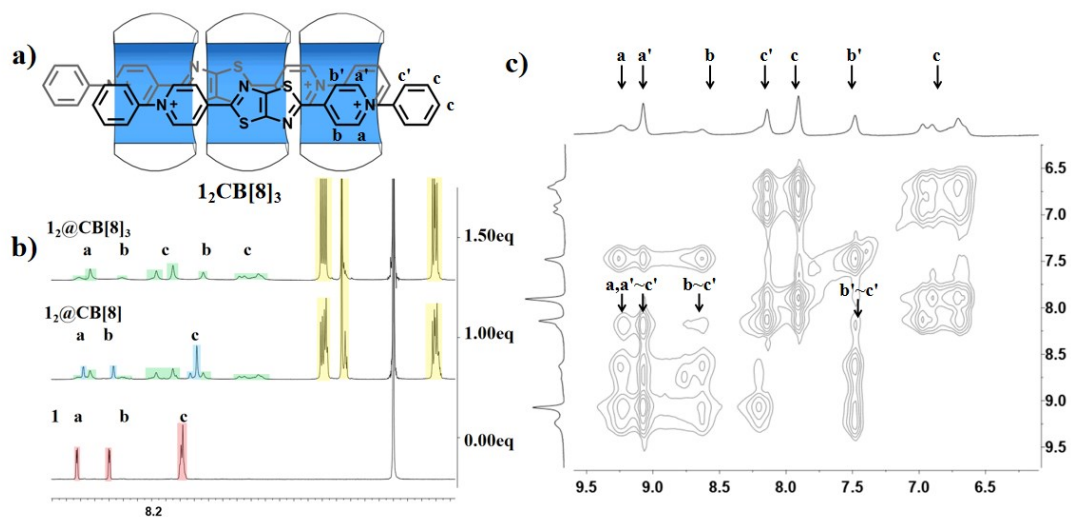 a)
N
S
N
S
N
+
N
+
N
+
N
+
S
N
b'
a'
c'
c
c
b
a
1₂CB[8]₃
b)
1₂@CB[8]₃
a b c b c
1.50eq
1₂@CB[8]
a b c
1.00eq
1 a b c
0.00eq
8.2
c)
a a' b c' c b' c
6.5
7.0
7.5
8.0
8.5
9.0
9.5
a,a'~c' b~c' b'~c'
9.5 9.0 8.5 8.0 7.5 7.0 6.5